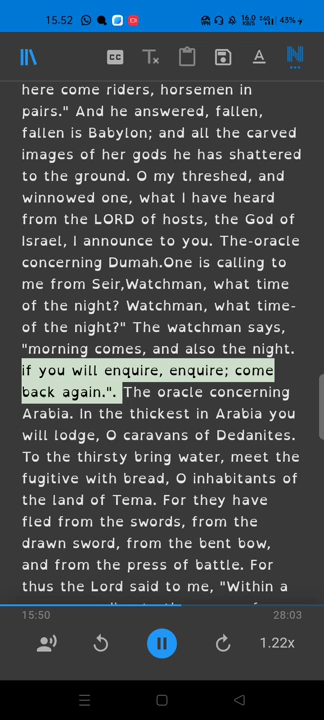 15.52
16.0
KB/S
43%
CC
here come riders, horsemen in
pairs." And he answered, fallen,
fallen is Babylon; and all the carved
images of her gods he has shattered
to the ground. O my threshed, and
winnowed one, what I have heard
from the LORD of hosts, the God of
Israel, I announce to you. The-oracle
concerning Dumah.One is calling to
me from Seir,Watchman, what time
of the night? Watchman, what time-
of the night?" The watchman says,
"morning comes, and also the night.
if you will enquire, enquire; come
back again.". The oracle concerning
Arabia. In the thickest in Arabia you
will lodge, O caravans of Dedanites.
To the thirsty bring water, meet the
fugitive with bread, O inhabitants of
the land of Tema. For they have
fled from the swords, from the
drawn sword, from the bent bow,
and from the press of battle. For
thus the Lord said to me, "Within a
15:50
28:03
1.22x